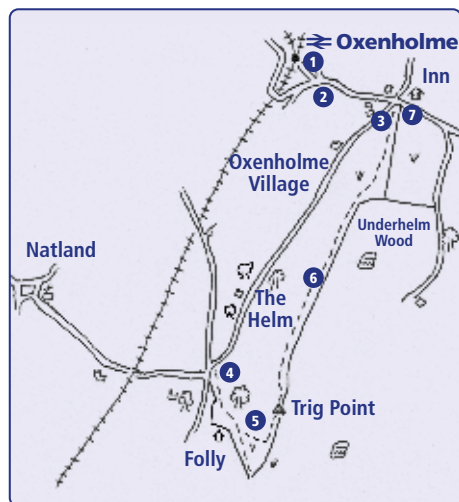 Oxenholme
1
Inn
2
3
7
Oxenholme
Village
Natland
Underhelm
Wood
6
The
Helm
4
Trig Point
5
Folly